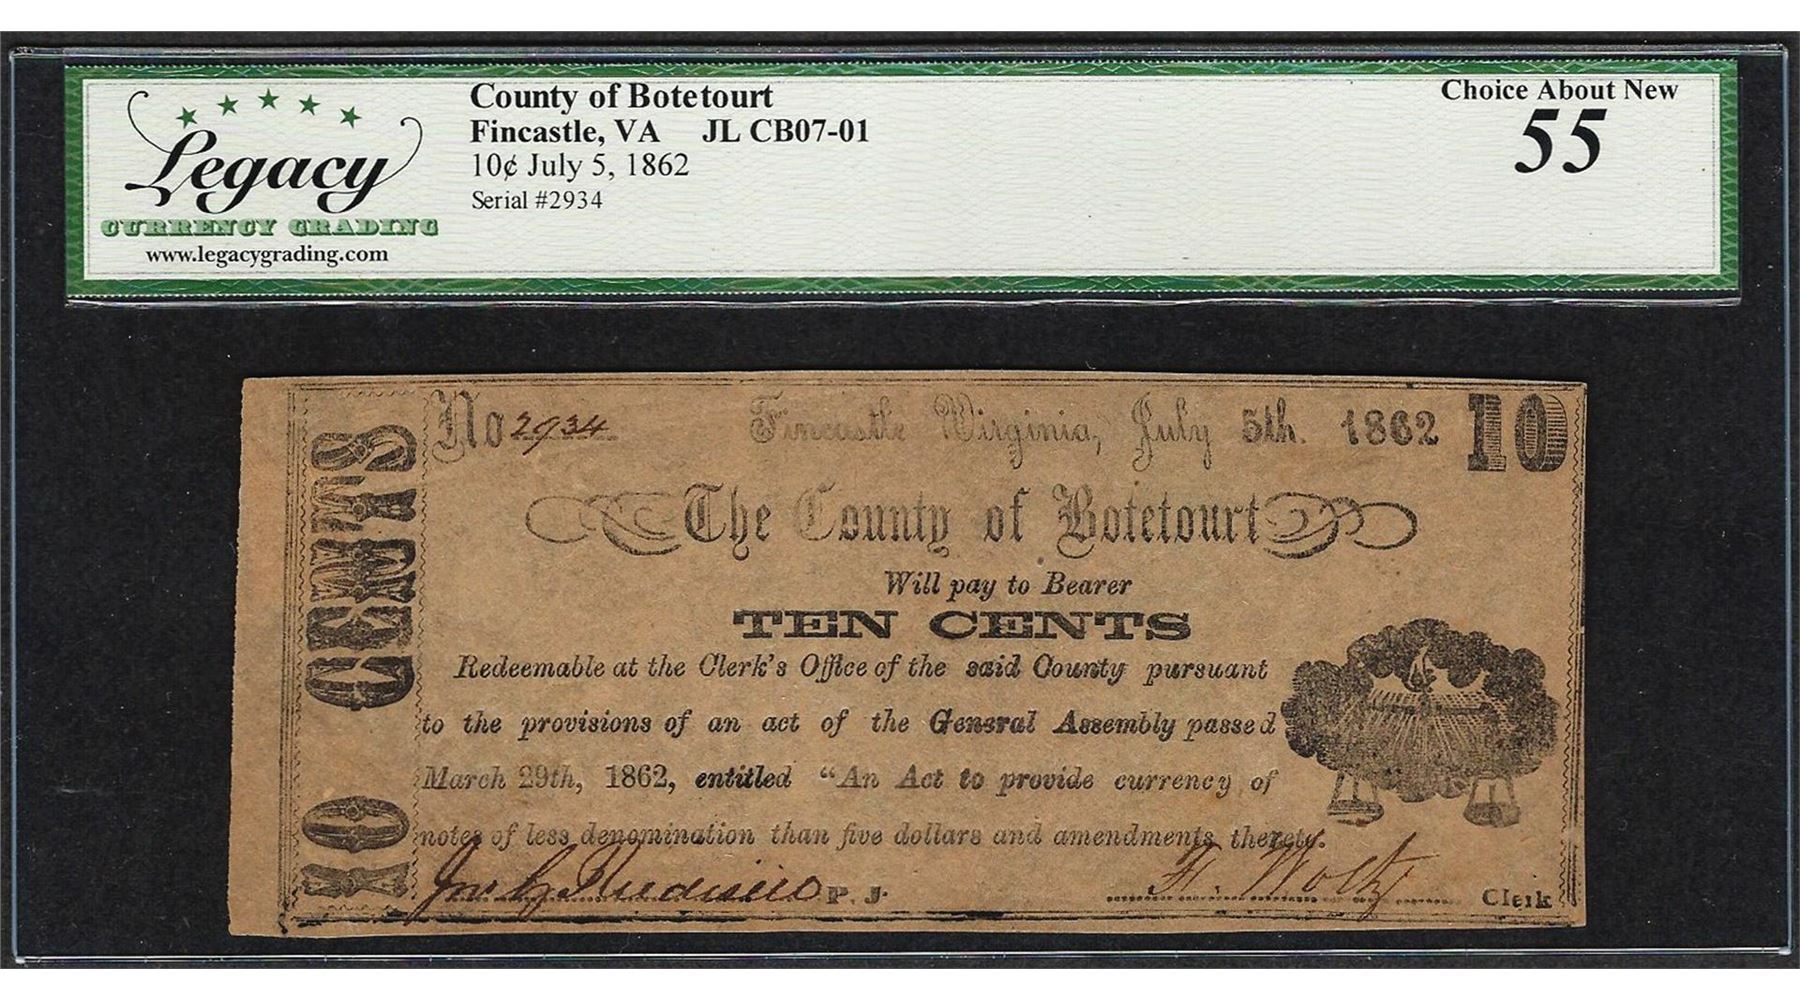 Legacy
CURRENCY GRADING
www.legacygrading.com
County of Botetourt
Fincastle, VA JL CB07-01
10¢ July 5, 1862
Serial #2934
Choice About New
55
10 CENTS
No 2934 Fincastle Virginia, July 5th. 1862 10
The County of Botetourt
Will pay to Bearer
TEN CENTS
Redeemable at the Clerk's Office of the said County pursuant
to the provisions of an act of the General Assembly passed
March 29th, 1862, entitled "An Act to provide currency of
notes of less denomination than five dollars and amendments thereto.
P. J. F. Woltz Clerk